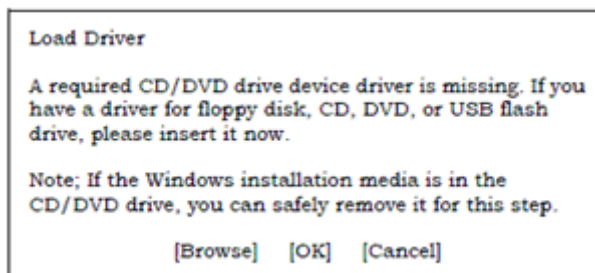 Load Driver
A required CD/DVD drive device driver is missing. If you
have a driver for floppy disk, CD, DVD, or USB flash
drive, please insert it now.
Note; If the Windows installation media is in the
CD/DVD drive, you can safely remove it for this step.
[Browse] [OK] [Cancel]